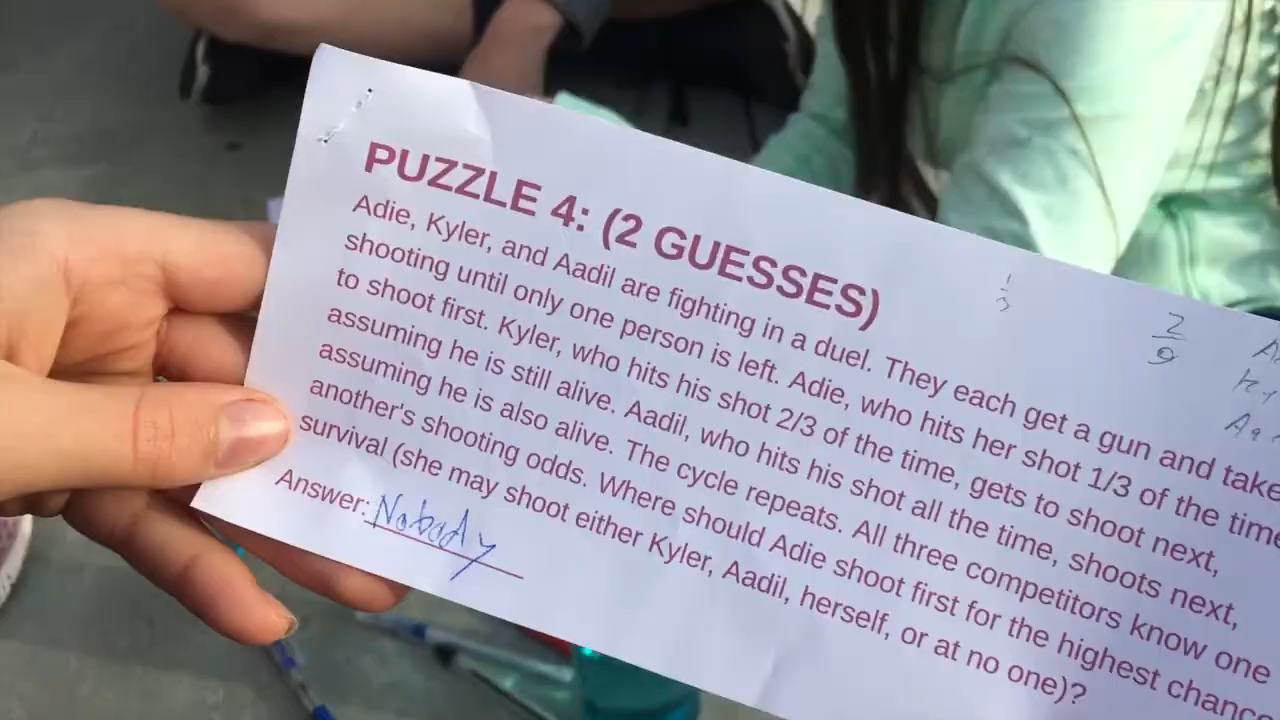 PUZZLE 4: (2 GUESSES)
Adie, Kyler, and Aadil are fighting in a duel. They each get a gun and take
shooting until only one person is left. Adie, who hits her shot 1/3 of the time
to shoot first. Kyler, who hits his shot 2/3 of the time, gets to shoot next,
assuming he is still alive. Aadil, who hits his shot all the time, shoots next,
assuming he is also alive. The cycle repeats. All three competitors know one
another's shooting odds. Where should Adie shoot first for the highest chance
survival (she may shoot either Kyler, Aadil, herself, or at no one)?
Answer: Nobody
1
3
2
9
A